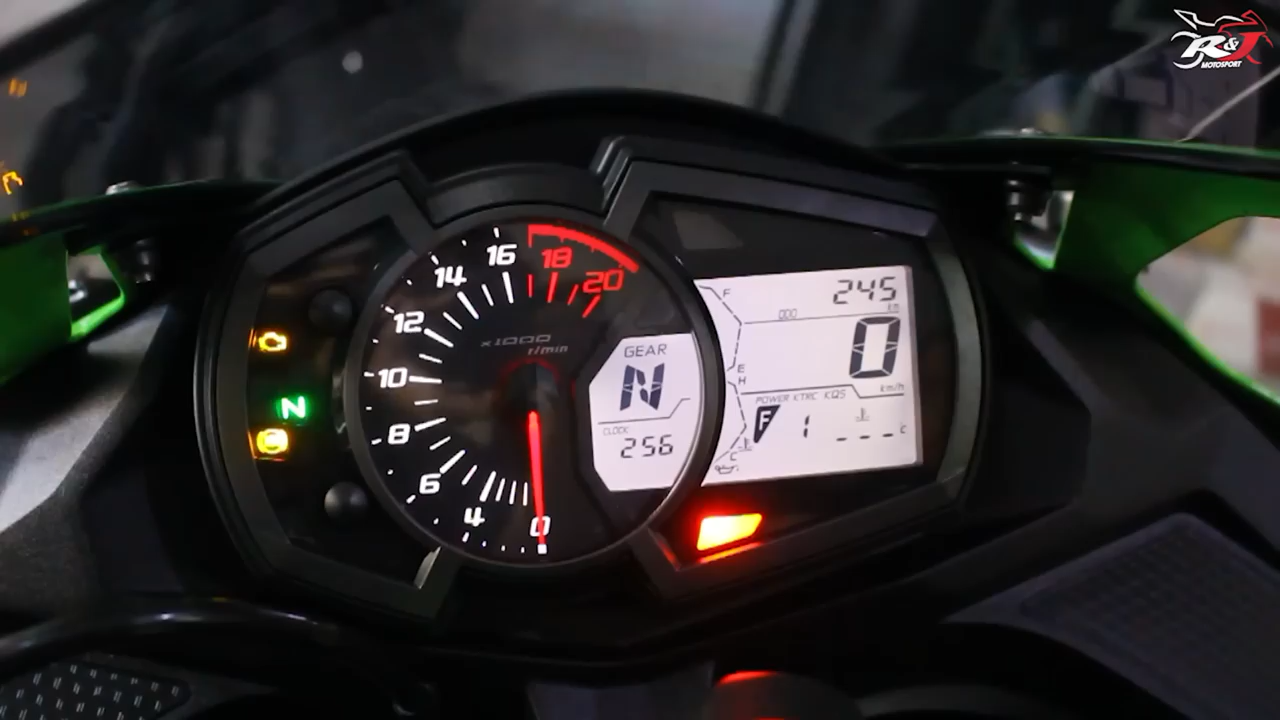 R&J
MOTOSPORT
16
18
14
20
12
x1000
r/min
10
8
6
4
0
N
GEAR
N
CLOCK
256
F
245
km
ODO
0
E
H
km/h
POWER KTRC KQS
F
1
---- C
C